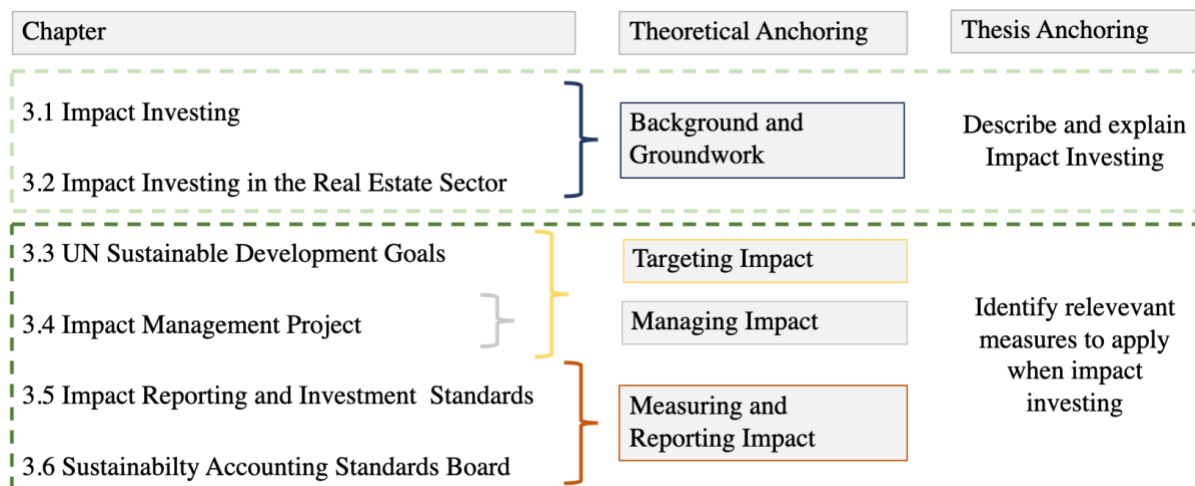 Chapter
Theoretical Anchoring
Thesis Anchoring
3.1 Impact Investing
3.2 Impact Investing in the Real Estate Sector
Background and
Groundwork
Describe and explain
Impact Investing
3.3 UN Sustainable Development Goals
3.4 Impact Management Project
3.5 Impact Reporting and Investment Standards
3.6 Sustainabilty Accounting Standards Board
Targeting Impact
Managing Impact
Measuring and
Reporting Impact
Identify relevevant
measures to apply
when impact
investing